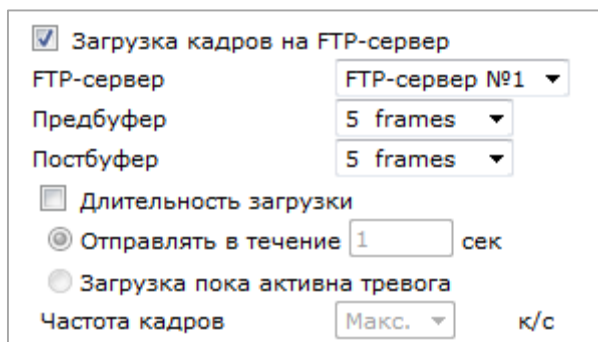 Загрузка кадров на FTP-сервер
FTP-сервер FTP-сервер №1
Предбуфер 5 frames
Постбуфер 5 frames
Длительность загрузки
Отправлять в течение 1 сек
Загрузка пока активна тревога
Частота кадров Макс. к/с